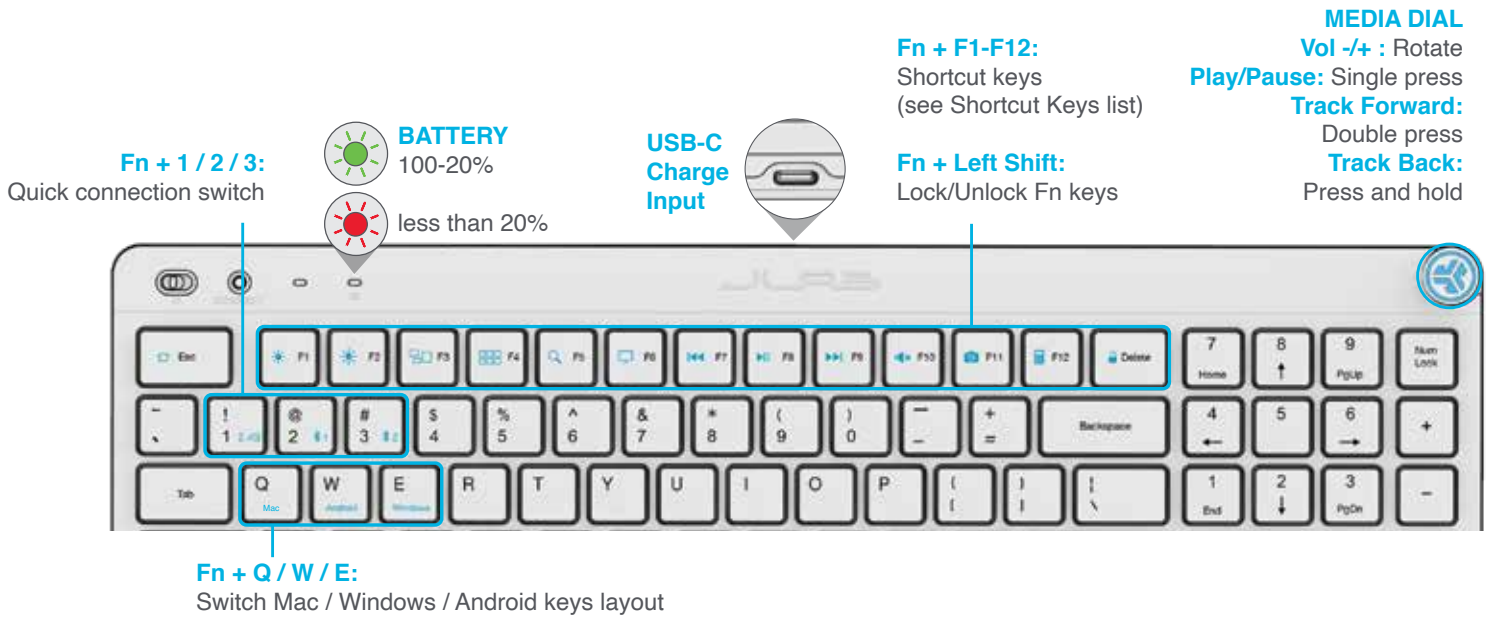 MEDIA DIAL
Vol -/+ : Rotate
Play/Pause: Single press
Track Forward:
Double press
Track Back:
Press and hold
Fn + F1-F12:
Shortcut keys
(see Shortcut Keys list)
Fn + Left Shift:
Lock/Unlock Fn keys
USB-C
Charge
Input
BATTERY
100-20%
less than 20%
Fn + 1 / 2 / 3:
Quick connection switch
JLAB
Esc F1 F2 F3 F4 F5 F6 F7 F8 F9 F10 F11 F12 Delete
7 8 9 Num
Home ↑ PgUp Lock
~ ! @ # $ % ^ & * ( ) — +
1 2 3 4 5 6 7 8 9 0 - = Backspace
4 5 6 +
← →
Tab Q W E R T Y U I O P
Mac Android Windows
{ [ } ] | \
1 2 3 -
End ↓ PgDn
Fn + Q / W / E:
Switch Mac / Windows / Android keys layout